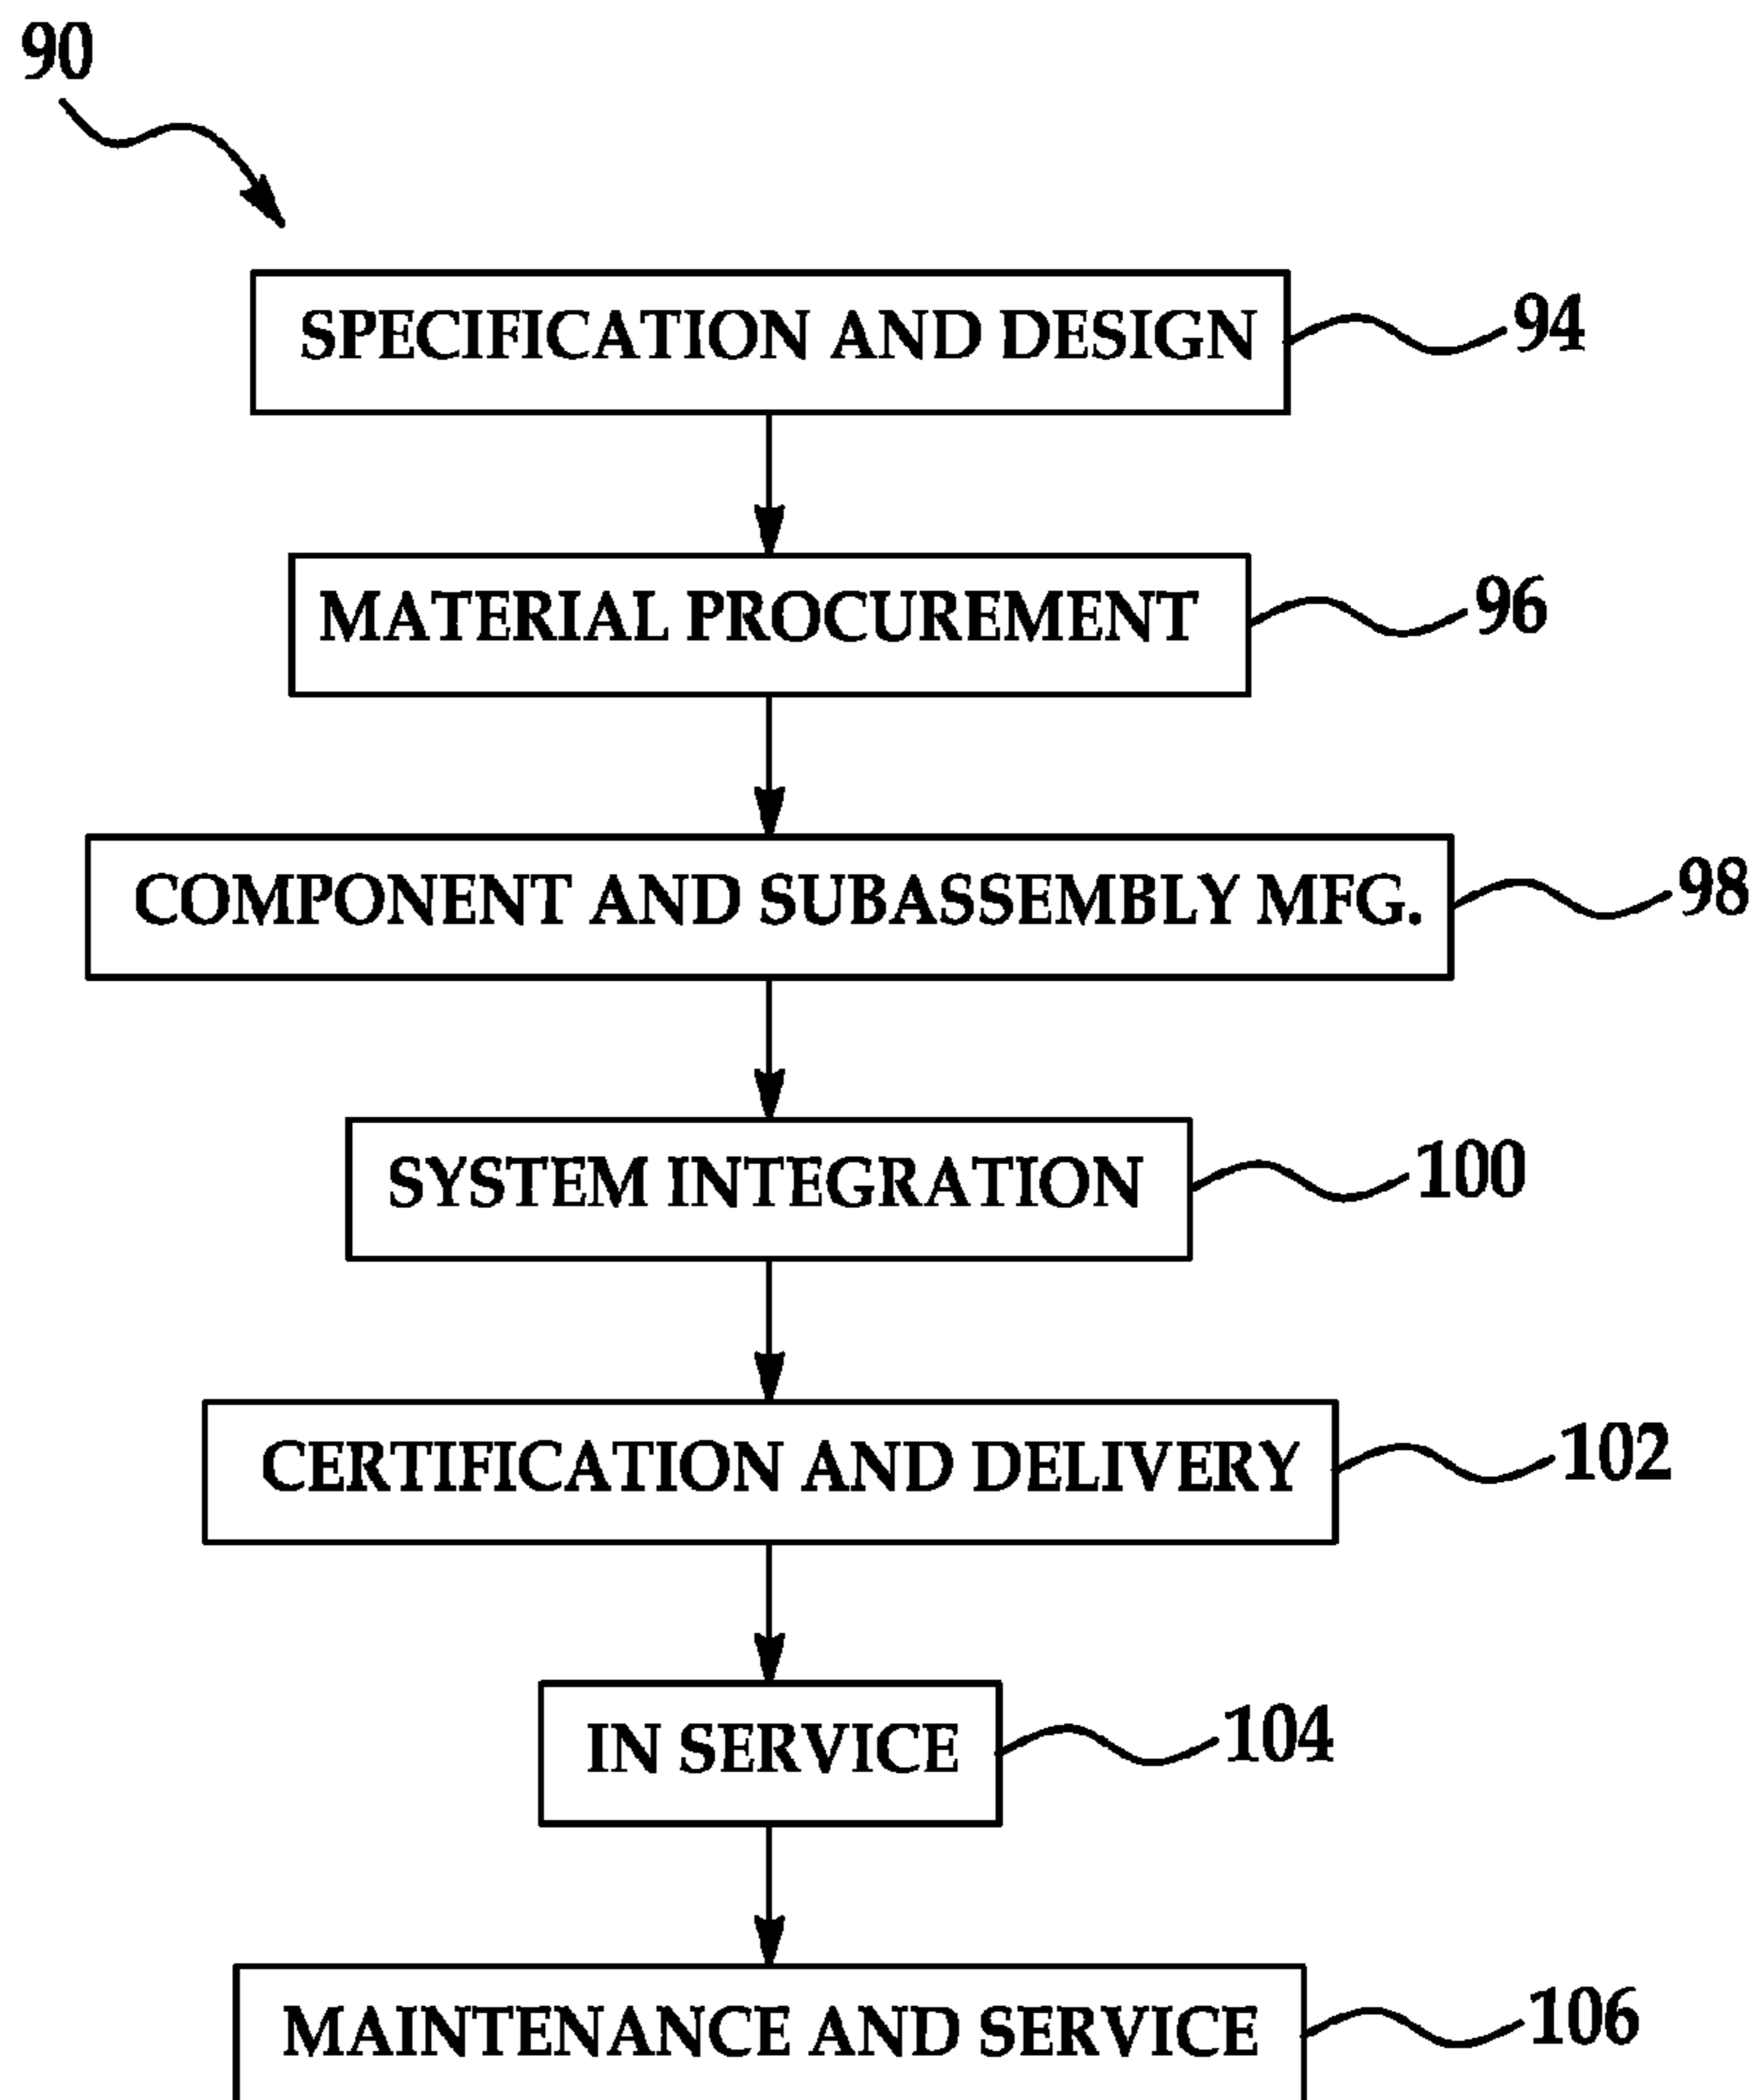 90
SPECIFICATION AND DESIGN 94
MATERIAL PROCUREMENT 96
COMPONENT AND SUBASSEMBLY MFG. 98
SYSTEM INTEGRATION 100
CERTIFICATION AND DELIVERY 102
IN SERVICE 104
MAINTENANCE AND SERVICE 106